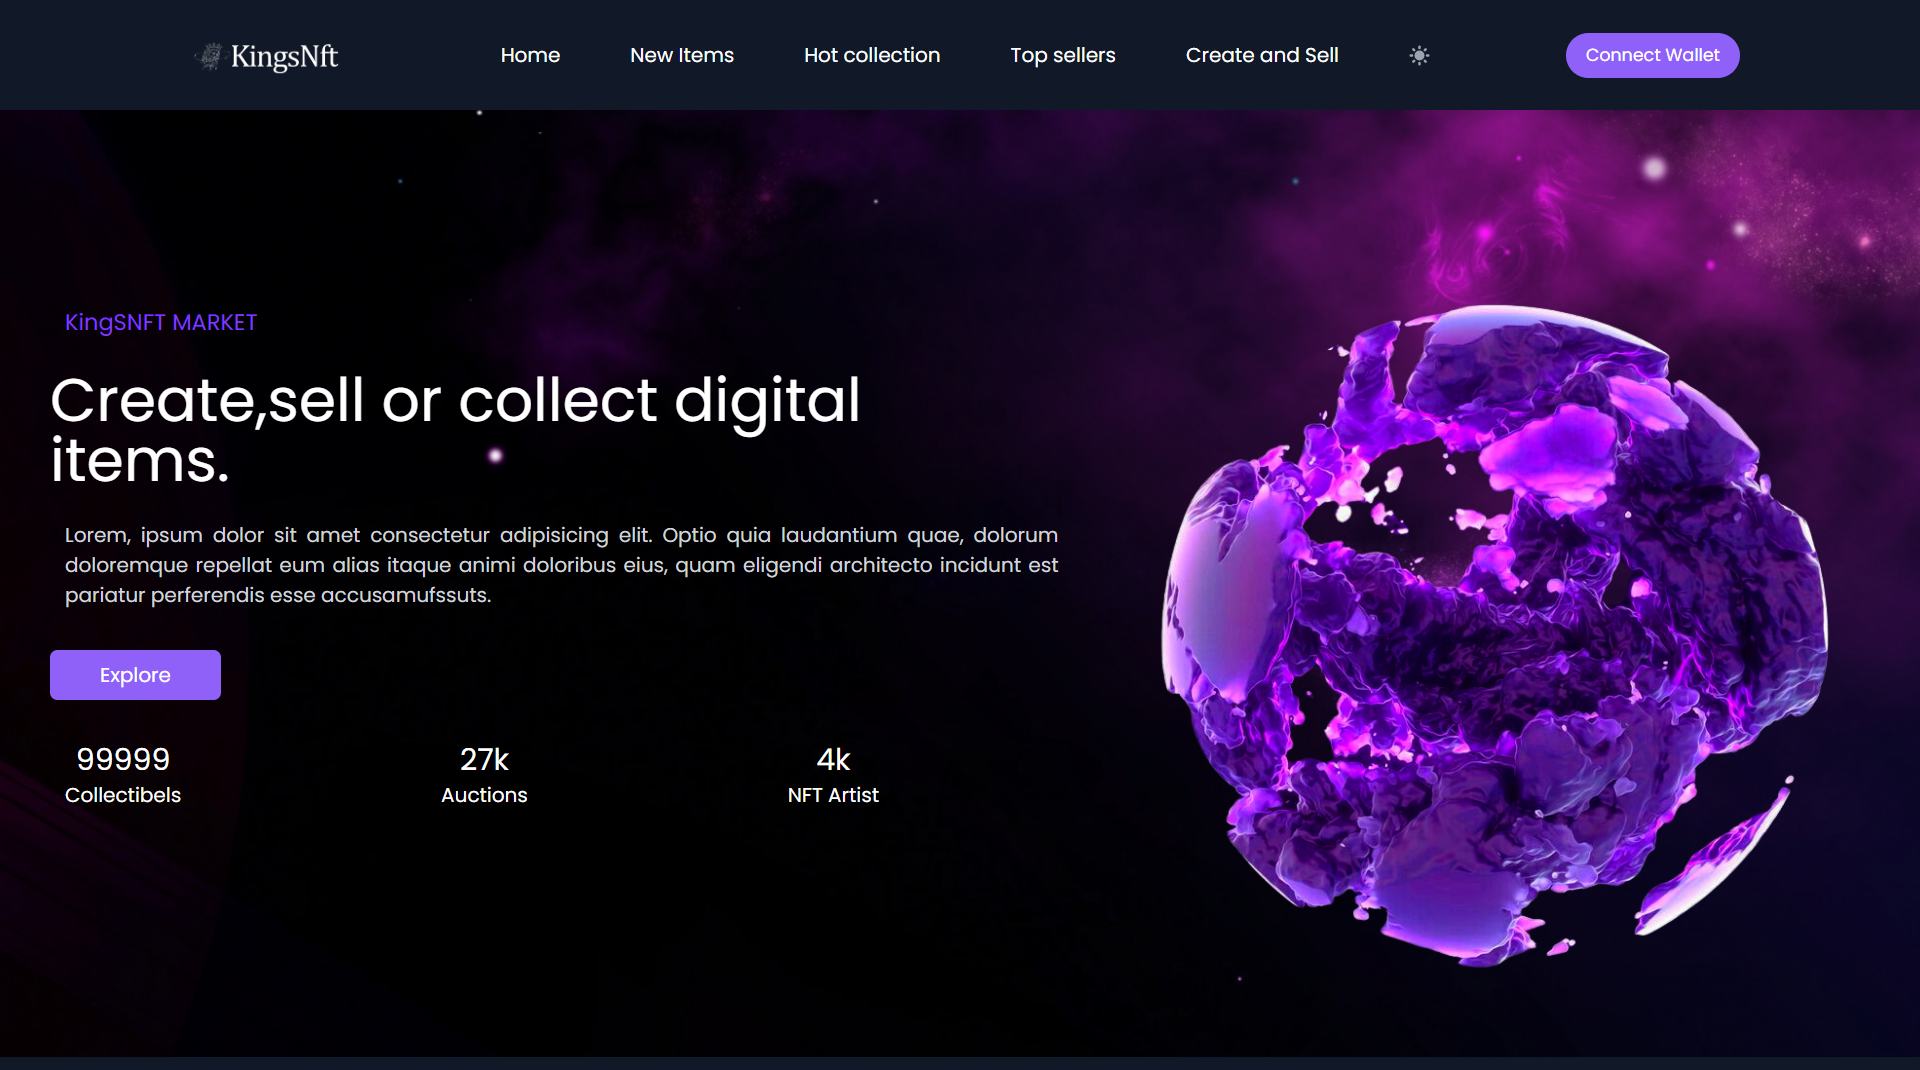 KingsNft
Home
New Items
Hot collection
Top sellers
Create and Sell
Connect Wallet
KingSNFT MARKET
Create,sell or collect digital
items.
Lorem, ipsum dolor sit amet consectetur adipisicing elit. Optio quia laudantium quae, dolorum
doloremque repellat eum alias itaque animi doloribus eius, quam eligendi architecto incidunt est
pariatur perferendis esse accusamufssuts.
Explore
99999
Collectibels
27k
Auctions
4k
NFT Artist